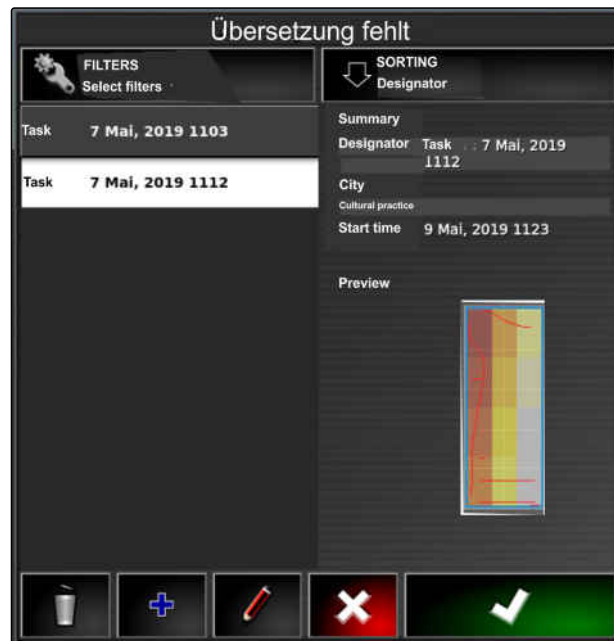 Übersetzung fehlt
FILTERS
Select filters
SORTING
Designator
Task 7 Mai, 2019 1103
Task 7 Mai, 2019 1112
Summary
Designator Task : 7 Mai, 2019
1112
City
Cultural practice
Start time 9 Mai, 2019 1123
Preview